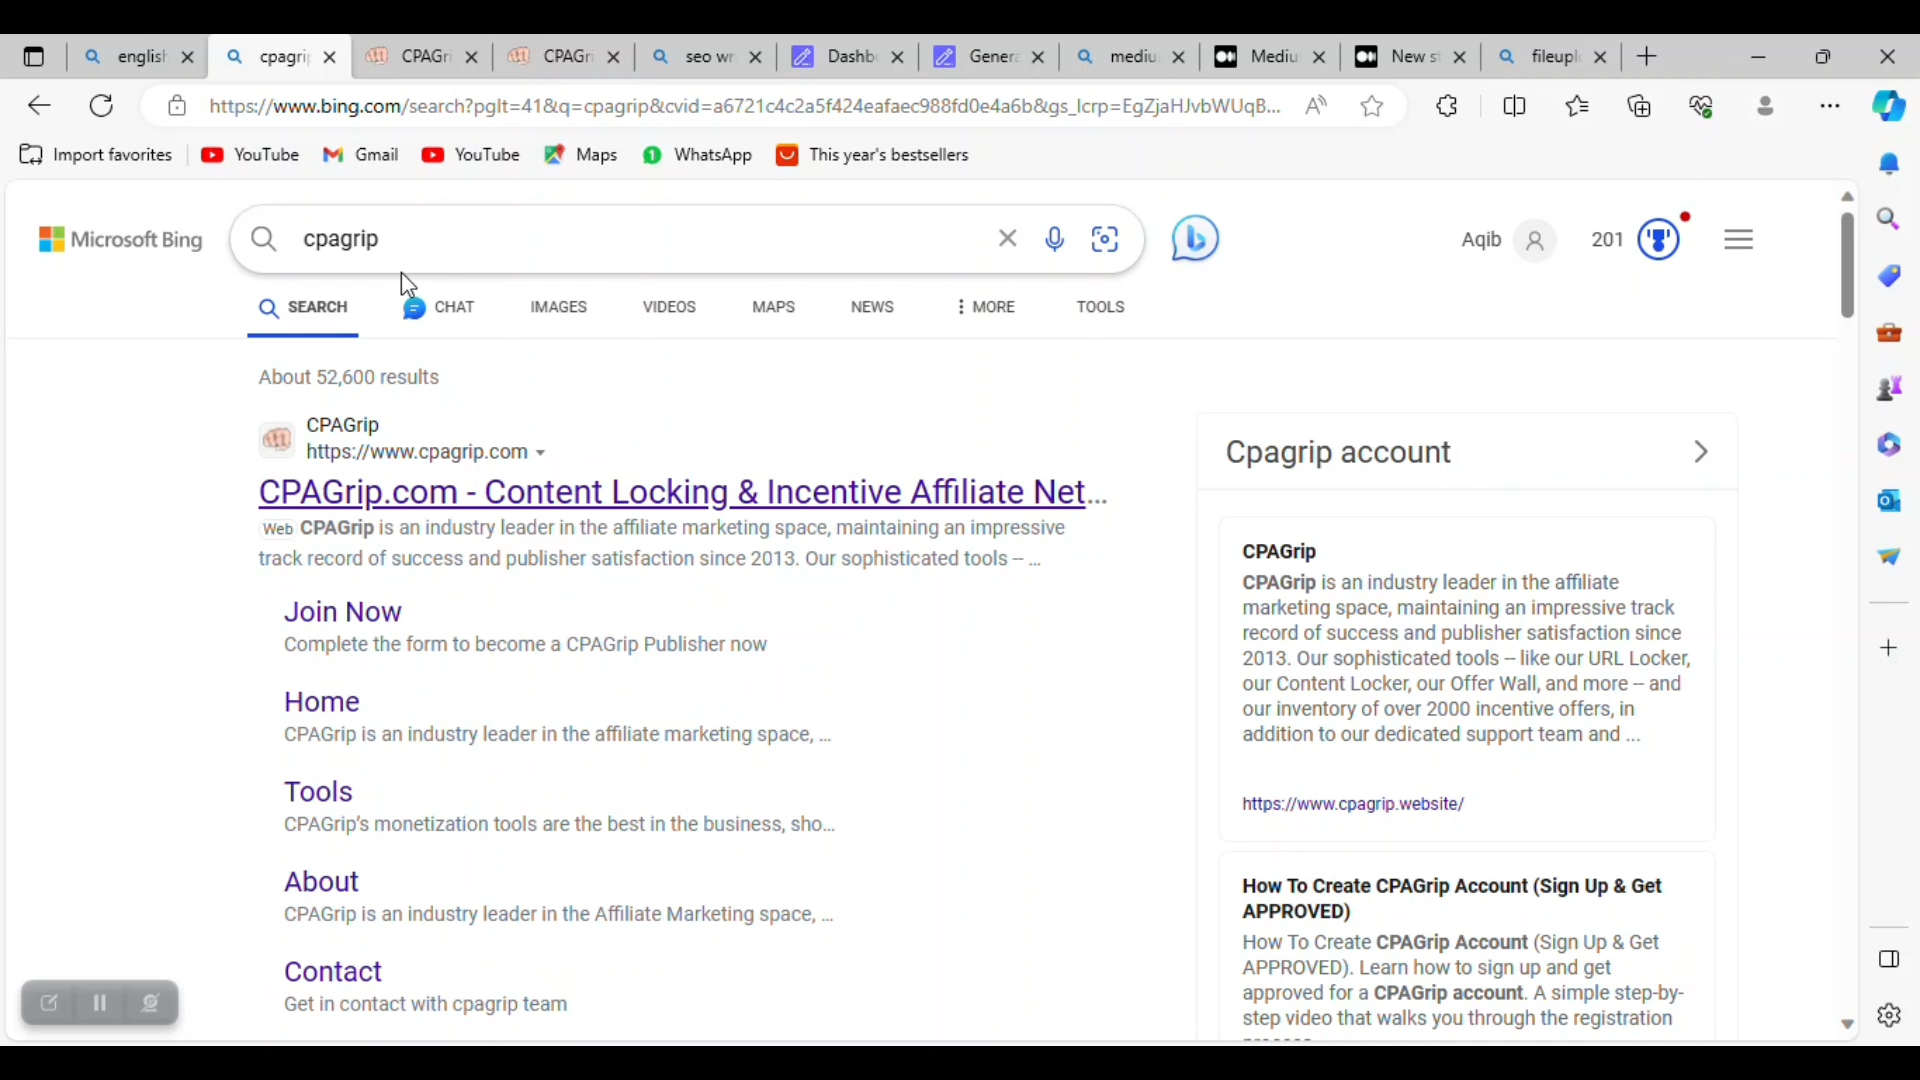 english
cpagrip
CPAGri
CPAGri
seo wr
Dashb
Genera
mediu
Mediu
New s
fileuplo
https://www.bing.com/search?pglt=41&q=cpagrip&cvid=a6721c4c2a5f424eafaec988fd0e4a6b&gs_lcrp=EgZjaHJvbWUqB...
Import favorites
YouTube
Gmail
YouTube
Maps
WhatsApp
This year's bestsellers
Microsoft Bing
cpagrip
Aqib
201
SEARCH
CHAT
IMAGES
VIDEOS
MAPS
NEWS
MORE
TOOLS
About 52,600 results
CPAGrip
https://www.cpagrip.com
CPAGrip.com - Content Locking & Incentive Affiliate Net...
Web CPAGrip is an industry leader in the affiliate marketing space, maintaining an impressive
track record of success and publisher satisfaction since 2013. Our sophisticated tools -- ...
Join Now
Complete the form to become a CPAGrip Publisher now
Home
CPAGrip is an industry leader in the affiliate marketing space, ...
Tools
CPAGrip's monetization tools are the best in the business, sho...
About
CPAGrip is an industry leader in the Affiliate Marketing space, ...
Contact
Get in contact with cpagrip team
Cpagrip account
CPAGrip
CPAGrip is an industry leader in the affiliate
marketing space, maintaining an impressive track
record of success and publisher satisfaction since
2013. Our sophisticated tools -- like our URL Locker,
our Content Locker, our Offer Wall, and more -- and
our inventory of over 2000 incentive offers, in
addition to our dedicated support team and ...
https://www.cpagrip.website/
How To Create CPAGrip Account (Sign Up & Get
APPROVED)
How To Create CPAGrip Account (Sign Up & Get
APPROVED). Learn how to sign up and get
approved for a CPAGrip account. A simple step-by-
step video that walks you through the registration